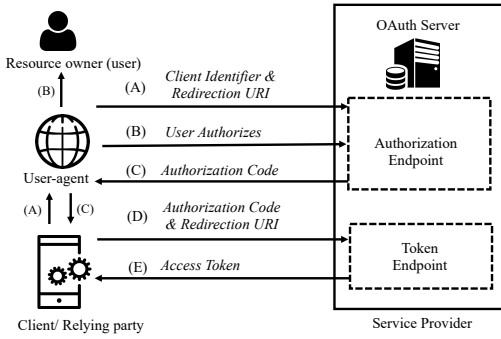 OAuth Server
Resource owner (user)
(B)
(A) Client Identifier &
Redirection URI
(B) User Authorizes
Authorization
Endpoint
(C) Authorization Code
User-agent
(A)
(C)
(D) Authorization Code
& Redirection URI
Token
Endpoint
(E) Access Token
Client/ Relying party
Service Provider